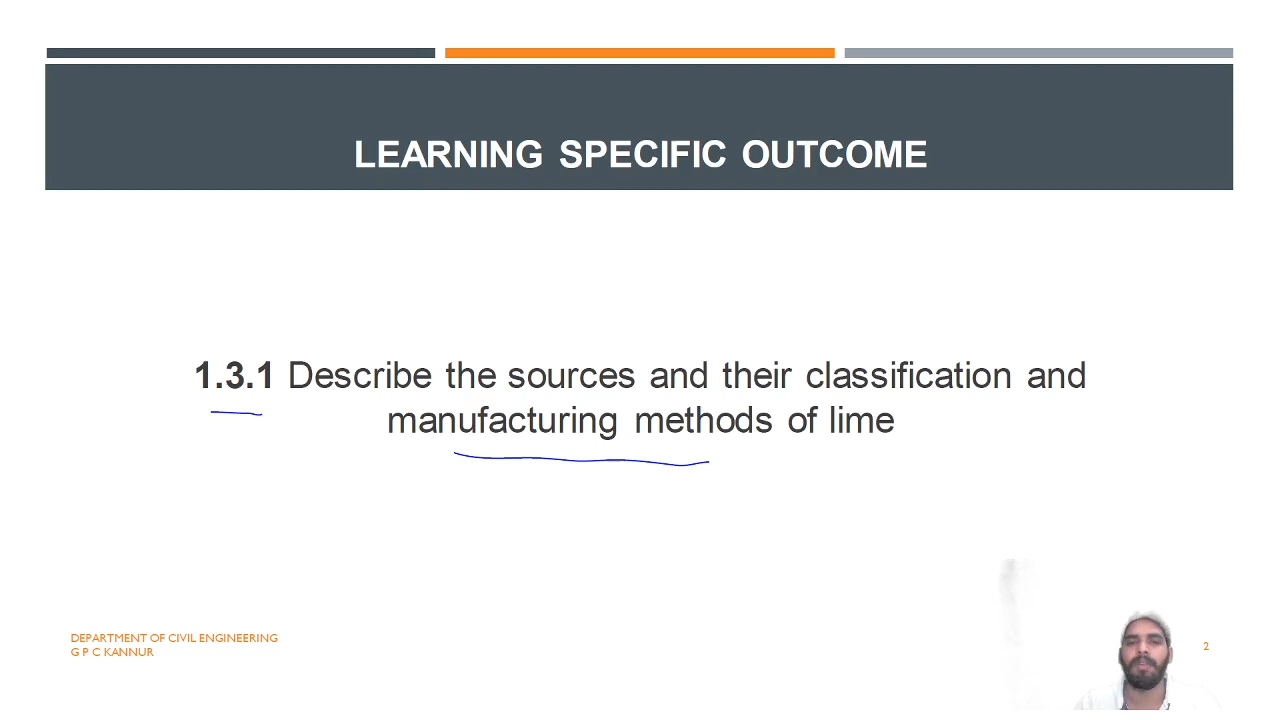 LEARNING SPECIFIC OUTCOME
1.3.1 Describe the sources and their classification and
manufacturing methods of lime
DEPARTMENT OF CIVIL ENGINEERING
G P C KANNUR
2